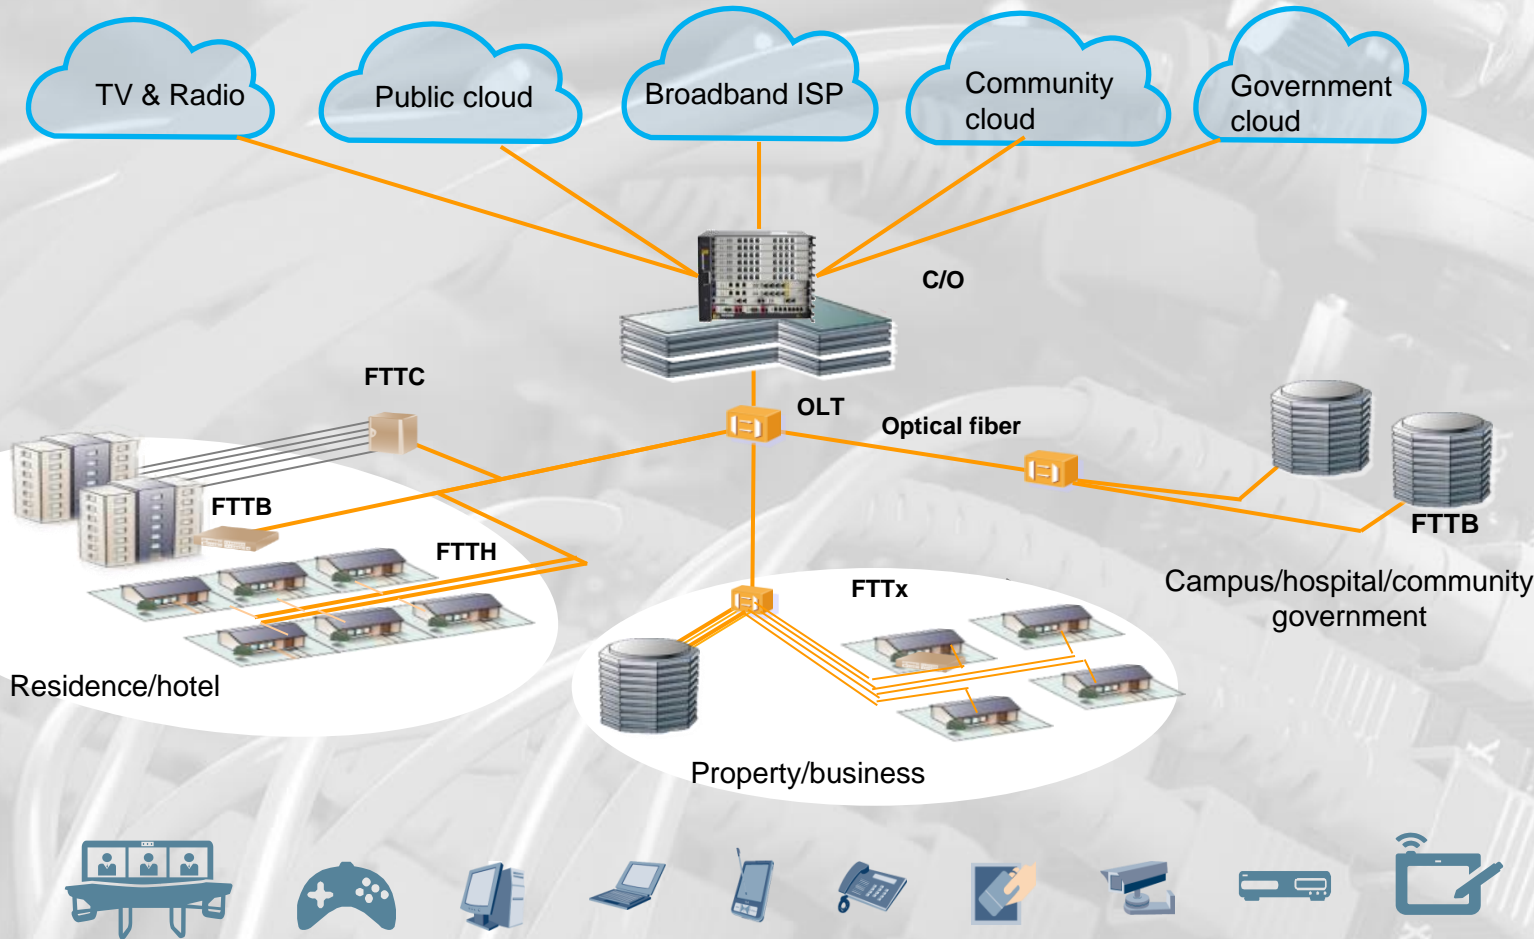 TV & Radio
Public cloud
Broadband ISP
Community
cloud
Government
cloud
C/O
FTTC
OLT
Optical fiber
FTTB
FTTB
FTTH
FTTx
Campus/hospital/community
government
Residence/hotel
Property/business